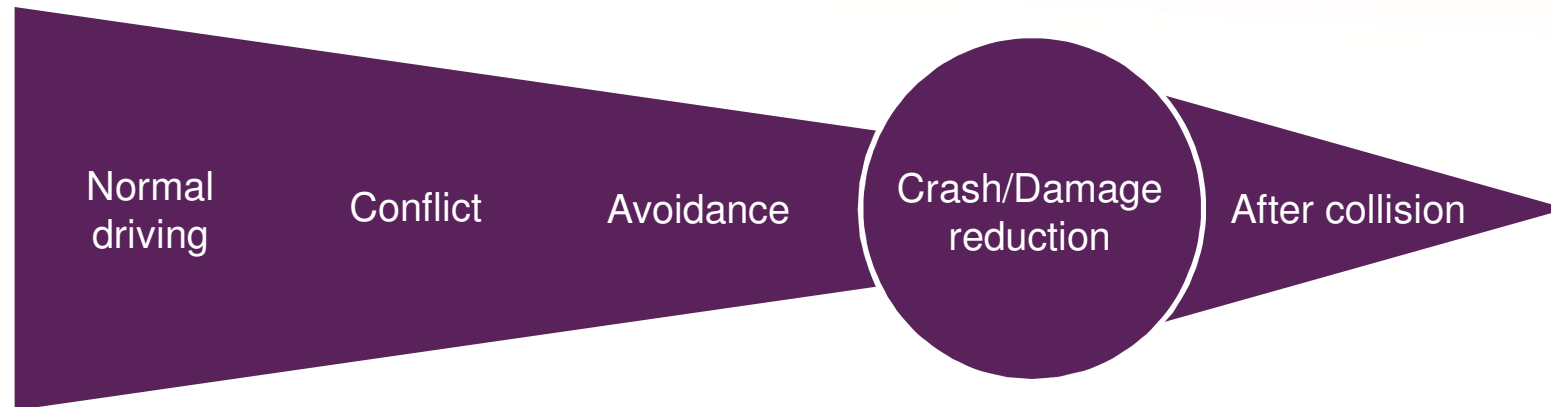 Normal
driving
Conflict
Avoidance
Crash/Damage
reduction
After collision